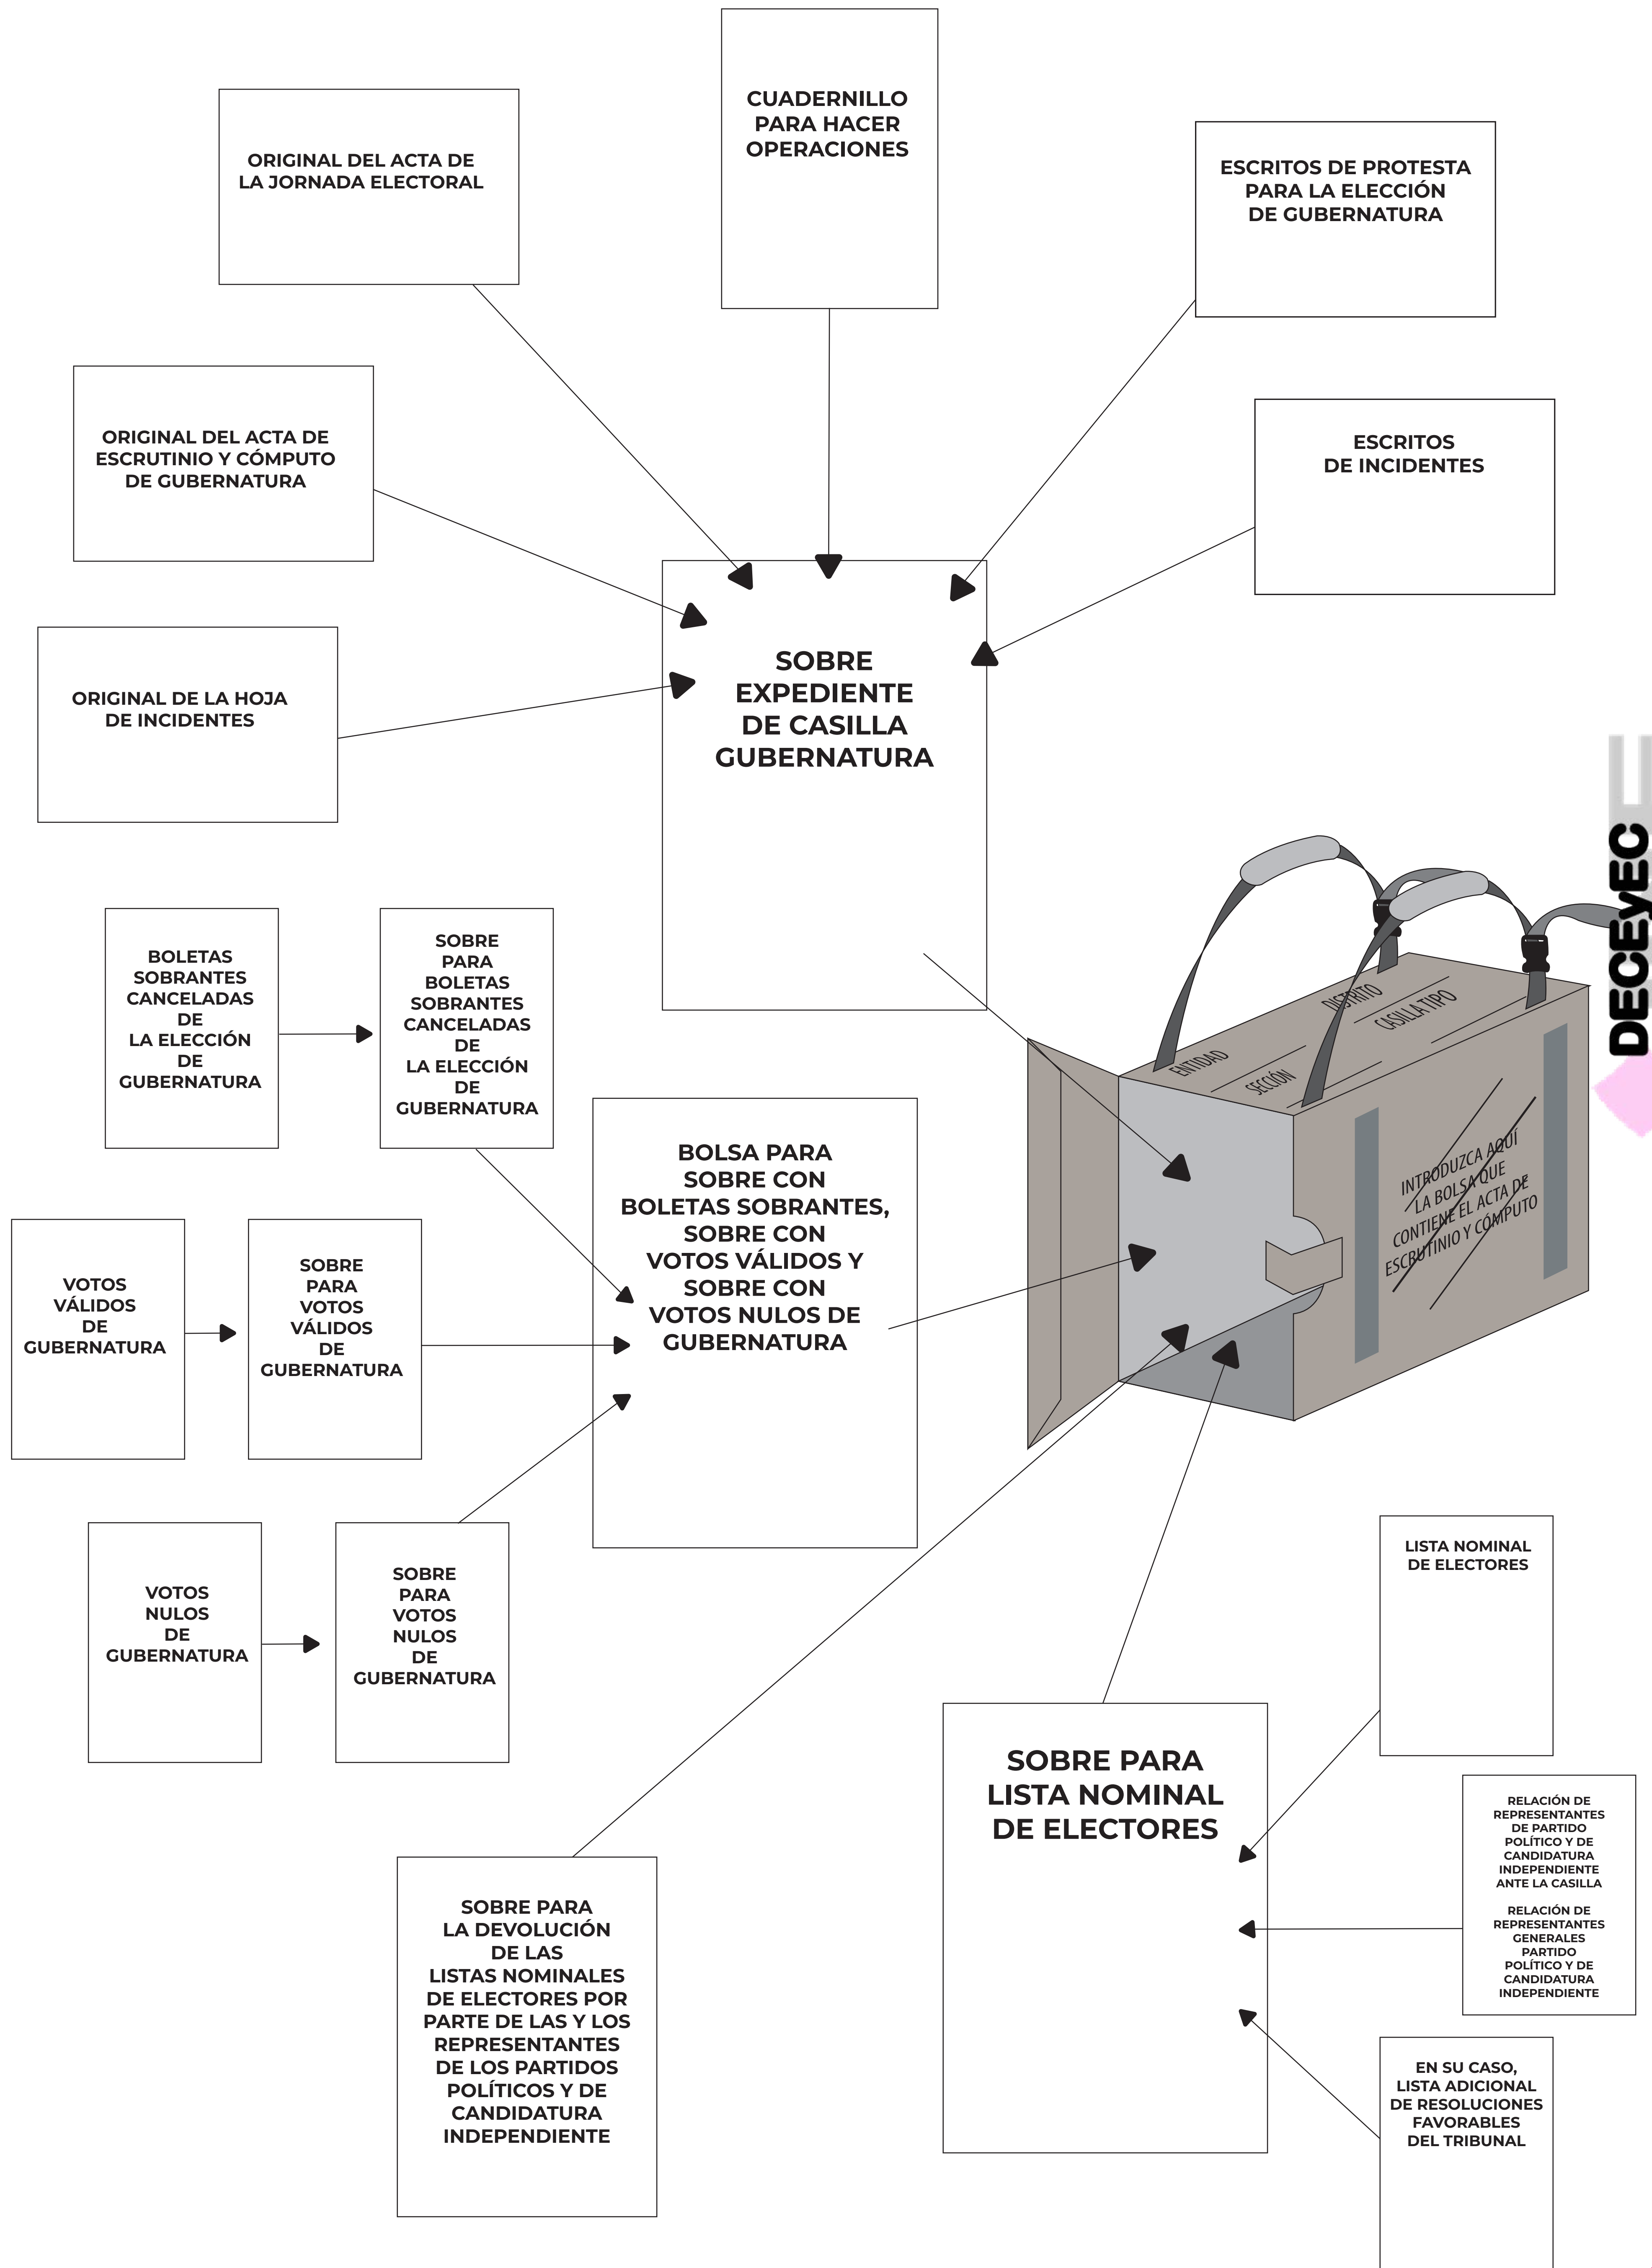 CUADERNILLO
PARA HACER
OPERACIONES
ORIGINAL DEL ACTA DE
LA JORNADA ELECTORAL
ESCRITOS DE PROTESTA
PARA LA ELECCIÓN
DE GUBERNATURA
ORIGINAL DEL ACTA DE
ESCRUTINIO Y CÓMPUTO
DE GUBERNATURA
ESCRITOS
DE INCIDENTES
ORIGINAL DE LA HOJA
DE INCIDENTES
SOBRE
EXPEDIENTE
DE CASILLA
GUBERNATURA
DECEyEC
BOLETAS
SOBRANTES
CANCELADAS
DE
LA ELECCIÓN
DE
GUBERNATURA
SOBRE
PARA
BOLETAS
SOBRANTES
CANCELADAS
DE
LA ELECCIÓN
DE
GUBERNATURA
DISTRITO
CASILLA TIPO
ENTIDAD
SECCIÓN
INTRODUZCA AQUÍ
LA BOLSA QUE
CONTIENE EL ACTA DE
ESCRUTINIO Y CÓMPUTO
BOLSA PARA
SOBRE CON
BOLETAS SOBRANTES,
SOBRE CON
VOTOS VÁLIDOS Y
SOBRE CON
VOTOS NULOS DE
GUBERNATURA
VOTOS
VÁLIDOS
DE
GUBERNATURA
SOBRE
PARA
VOTOS
VÁLIDOS
DE
GUBERNATURA
VOTOS
NULOS
DE
GUBERNATURA
SOBRE
PARA
VOTOS
NULOS
DE
GUBERNATURA
LISTA NOMINAL
DE ELECTORES
SOBRE PARA
LISTA NOMINAL
DE ELECTORES
RELACIÓN DE
REPRESENTANTES
DE PARTIDO
POLÍTICO Y DE
CANDIDATURA
INDEPENDIENTE
ANTE LA CASILLA
RELACIÓN DE
REPRESENTANTES
GENERALES
PARTIDO
POLÍTICO Y DE
CANDIDATURA
INDEPENDIENTE
SOBRE PARA
LA DEVOLUCIÓN
DE LAS
LISTAS NOMINALES
DE ELECTORES POR
PARTE DE LAS Y LOS
REPRESENTANTES
DE LOS PARTIDOS
POLÍTICOS Y DE
CANDIDATURA
INDEPENDIENTE
EN SU CASO,
LISTA ADICIONAL
DE RESOLUCIONES
FAVORABLES
DEL TRIBUNAL